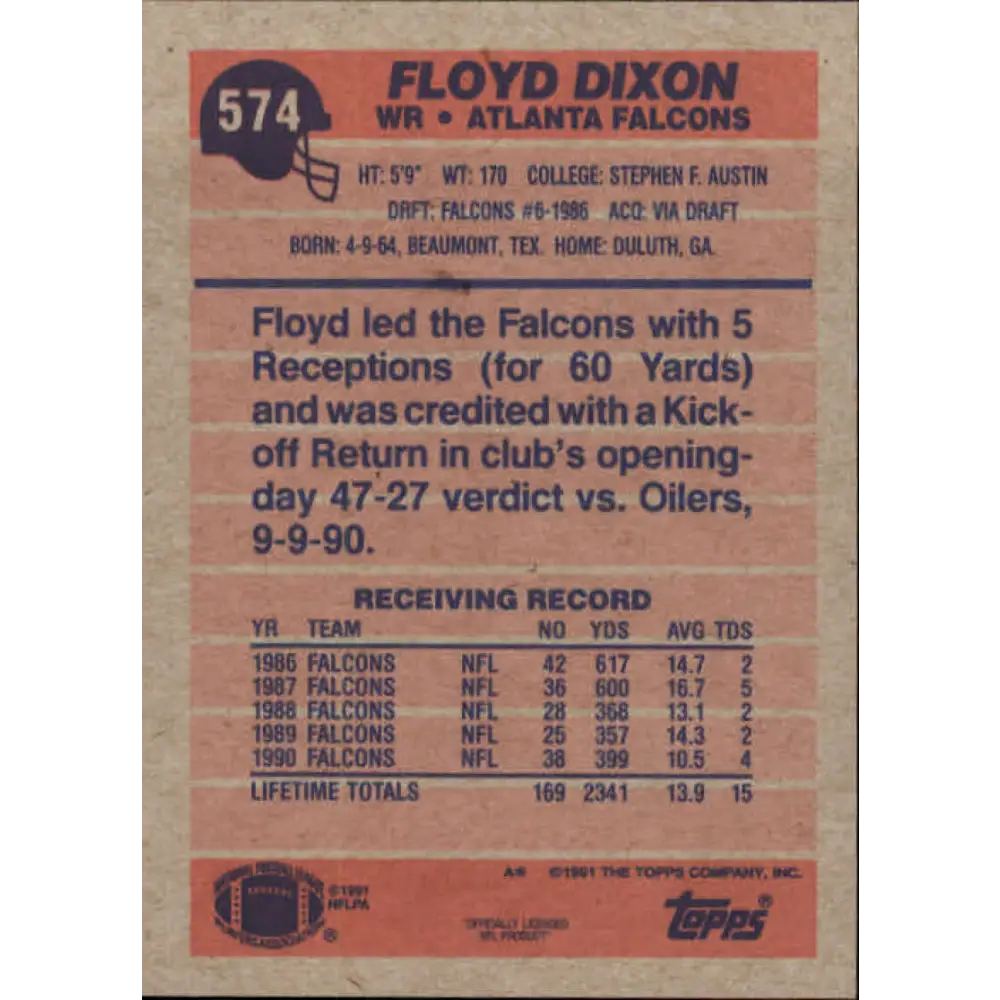 574
FLOYD DIXON
WR • ATLANTA FALCONS
HT: 5'9" WT: 170 COLLEGE: STEPHEN F. AUSTIN
DRFT: FALCONS #6-1986 ACQ: VIA DRAFT
BORN: 4-9-64, BEAUMONT, TEX. HOME: DULUTH, GA.
Floyd led the Falcons with 5
Receptions (for 60 Yards)
and was credited with a Kick-
off Return in club's opening-
day 47-27 verdict vs. Oilers,
9-9-90.
RECEIVING RECORD
YR TEAM NO YDS AVG TDS
1986 FALCONS NFL 42 617 14.7 2
1987 FALCONS NFL 36 600 16.7 5
1988 FALCONS NFL 28 368 13.1 2
1989 FALCONS NFL 25 357 14.3 2
1990 FALCONS NFL 38 399 10.5 4
LIFETIME TOTALS 169 2341 13.9 15
©1991 THE TOPPS COMPANY, INC.
©1991
NFLPA
®
"OFFICIALLY LICENSED
NFL PRODUCT"
TOPPS®